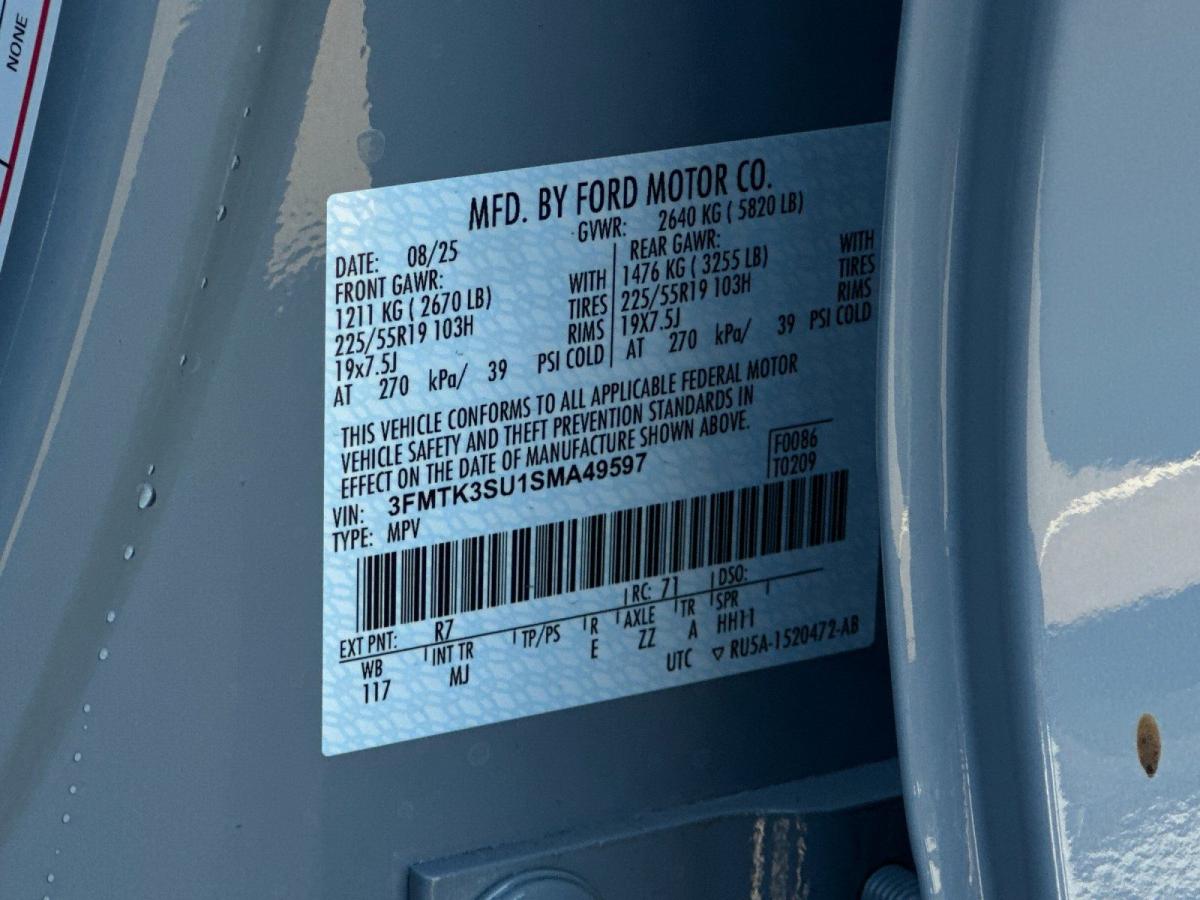 NONE
MFD. BY FORD MOTOR CO.
DATE: 08/25 GVWR: 2640 KG ( 5820 LB)
FRONT GAWR: REAR GAWR:
1211 KG ( 2670 LB) WITH 1476 KG ( 3255 LB) WITH
225/55R19 103H TIRES 225/55R19 103H TIRES
19x7.5J RIMS 19X7.5J RIMS
AT 270 kPa/ 39 PSI COLD AT 270 kPa/ 39 PSI COLD
THIS VEHICLE CONFORMS TO ALL APPLICABLE FEDERAL MOTOR
VEHICLE SAFETY AND THEFT PREVENTION STANDARDS IN
EFFECT ON THE DATE OF MANUFACTURE SHOWN ABOVE.
F0086
T0209
VIN: 3FMTK3SU1SMA49597
TYPE: MPV
EXT PNT: R7 RC: 71 DSO:
WB INT TR TP/PS R AXLE TR SPR
117 MJ E ZZ A HH11
UTC ▽ RU5A-1520472-AB